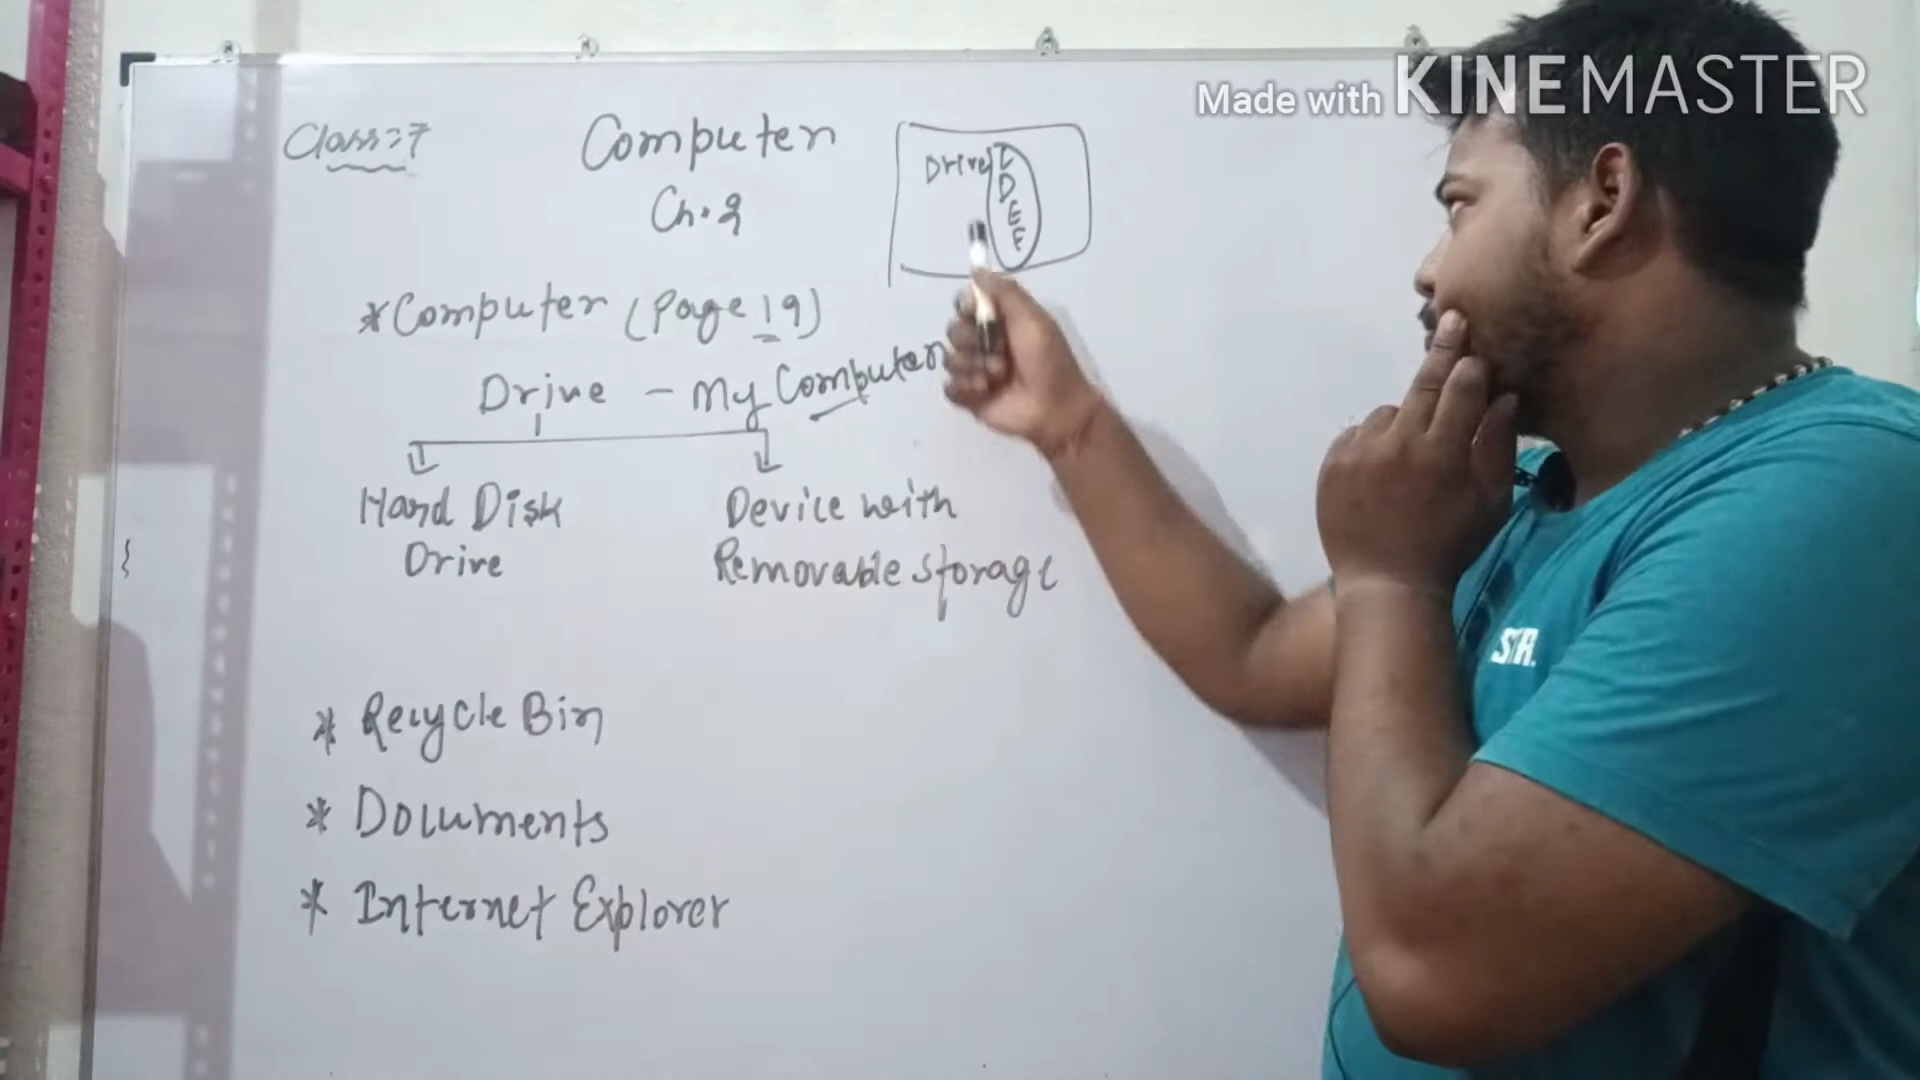 Made with KINEMASTER
Class:7
Computer
Ch.2
Drive
D
E
F
*Computer (Page 19)
Drive - My Computer
Hard Disk
Drive
Device with
Removable storage
* Recycle Bin
* Documents
* Internet Explorer